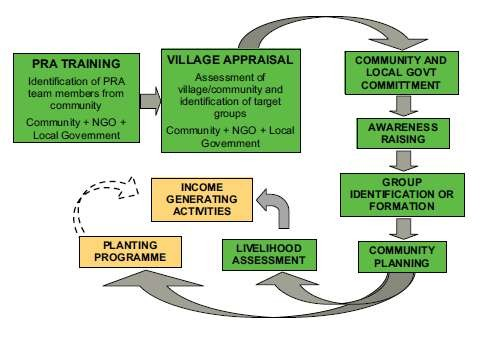 PRA TRAINING
Identification of PRA
team members from
community
Community + NGO +
Local Government
VILLAGE APPRAISAL
Assessment of
village/community and
identification of target
groups
Community + NGO + Local
Government
COMMUNITY AND
LOCAL GOVT
COMMITTMENT
AWARENESS
RAISING
GROUP
IDENTIFICATION OR
FORMATION
COMMUNITY
PLANNING
LIVELIHOOD
ASSESSMENT
INCOME
GENERATING
ACTIVITIES
PLANTING
PROGRAMME